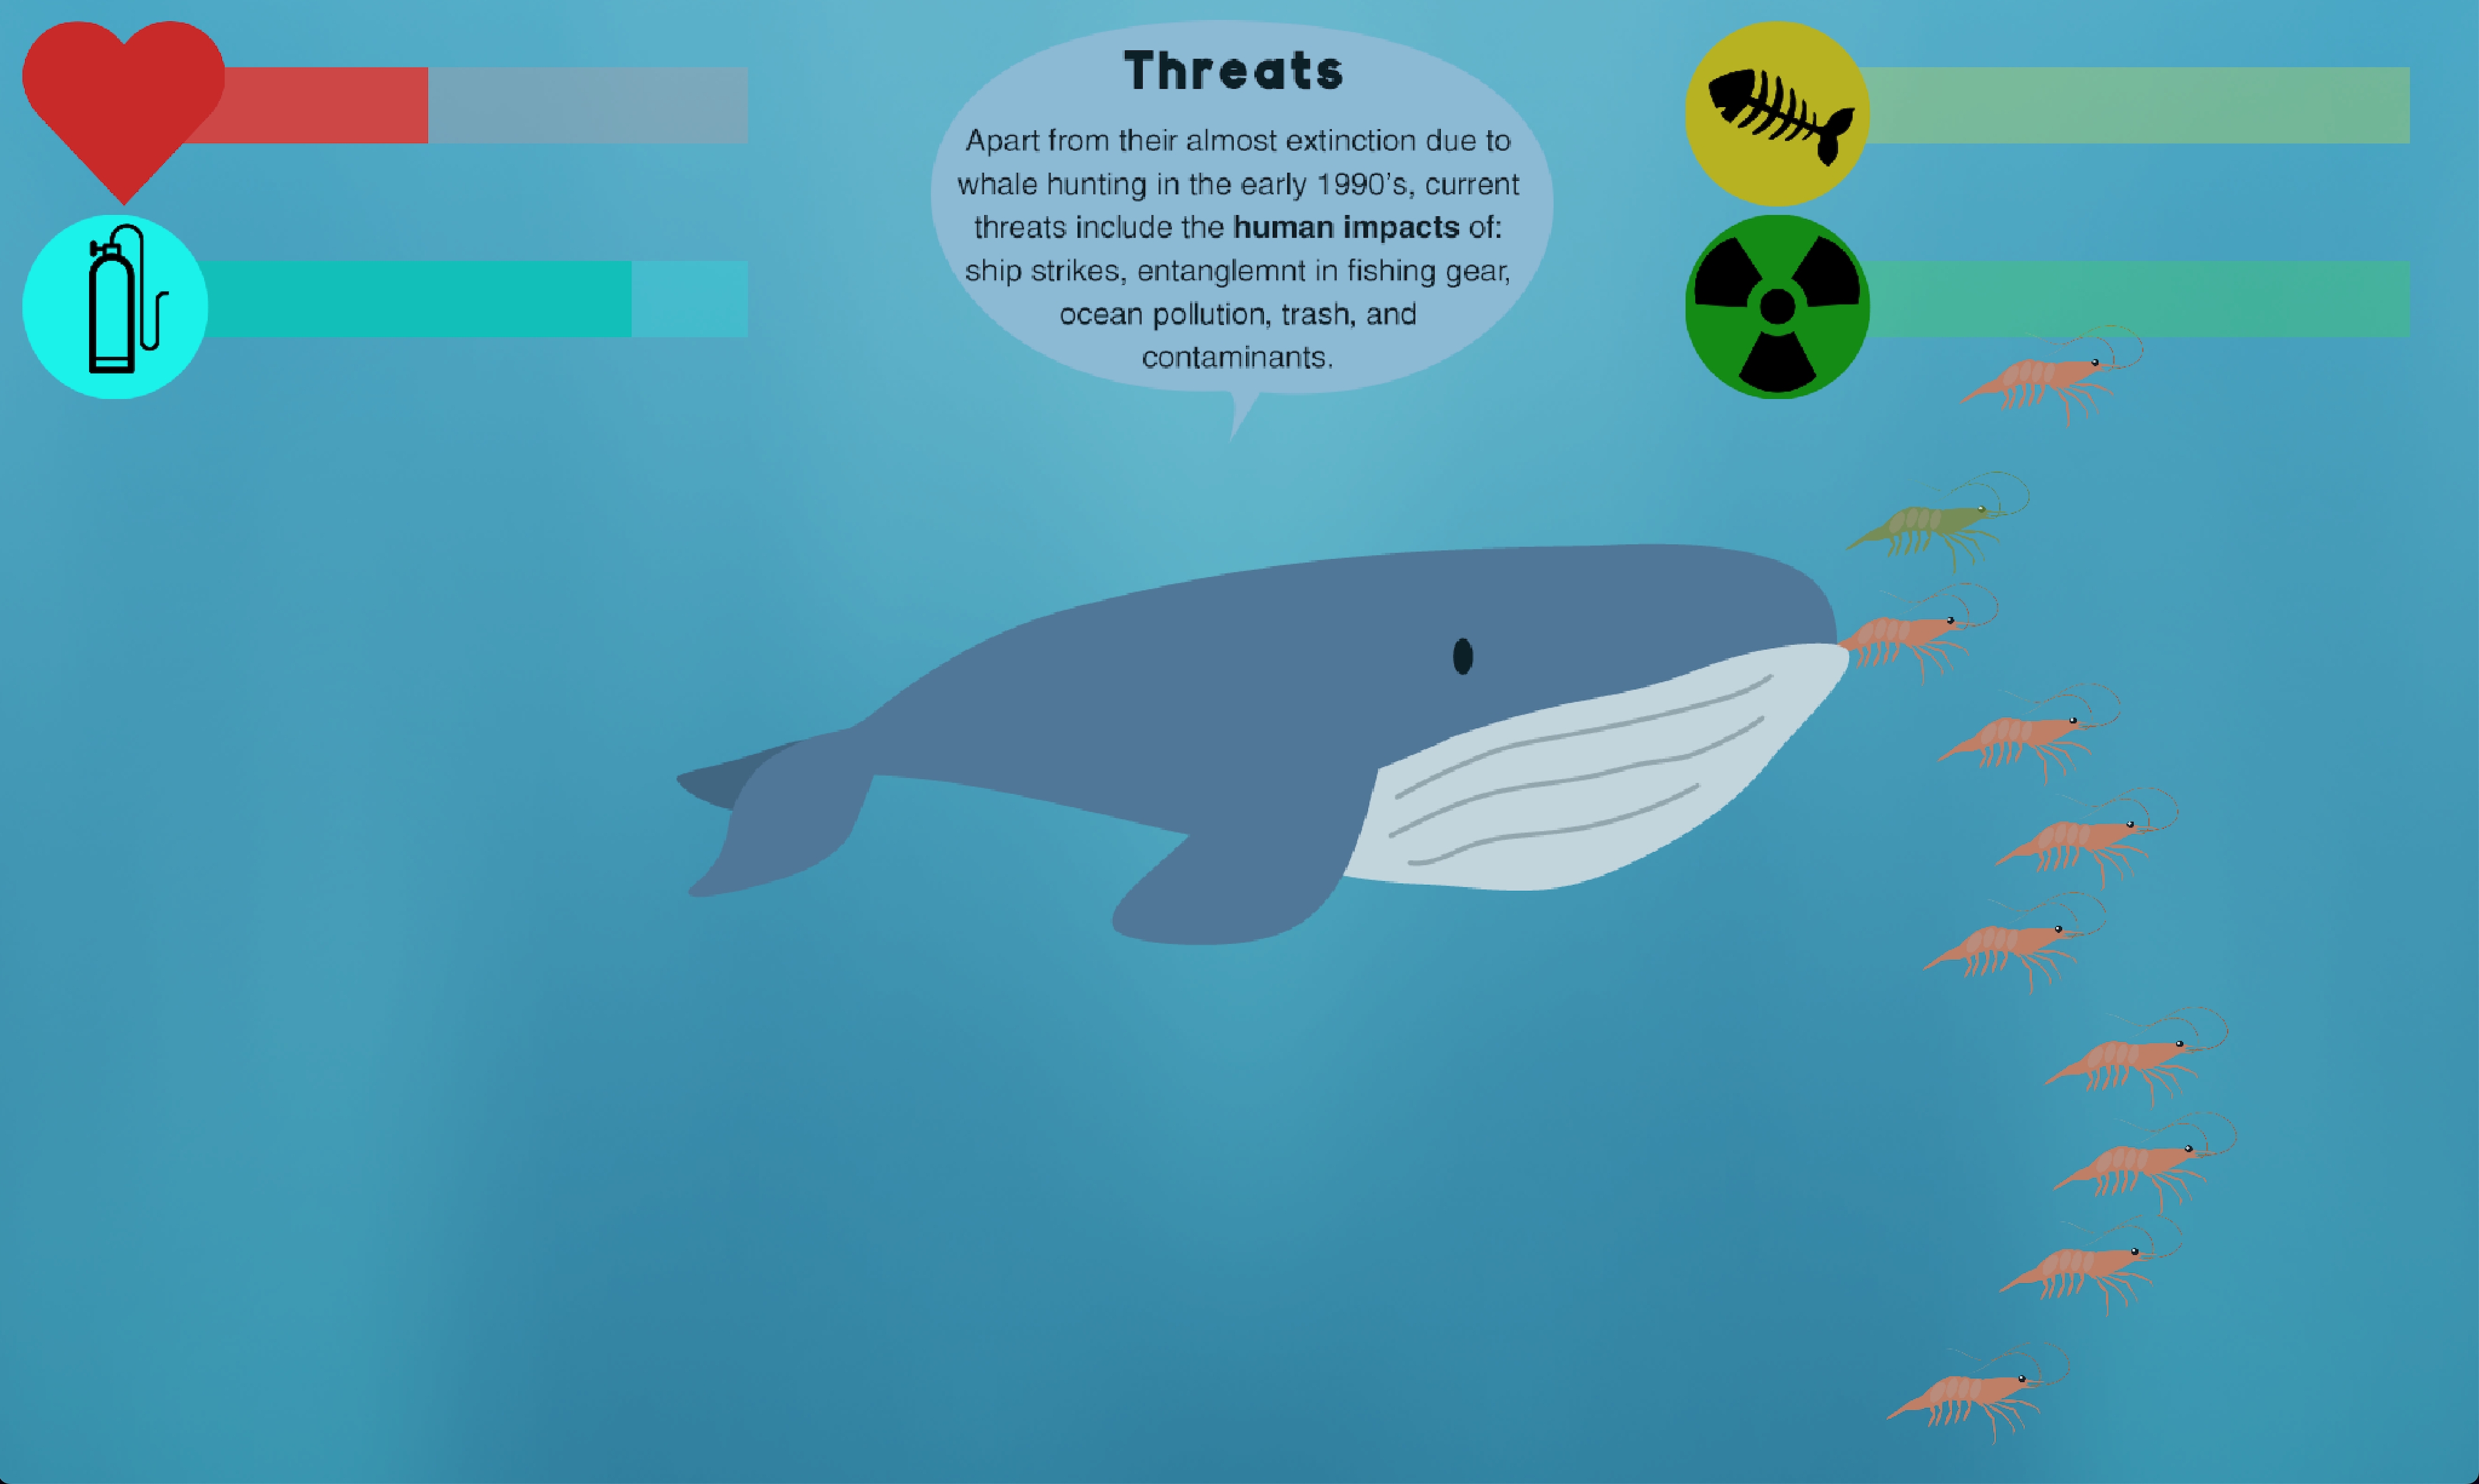 Threats
Apart from their almost extinction due to
whale hunting in the early 1990's, current
threats include the human impacts of:
ship strikes, entanglemnt in fishing gear,
ocean pollution, trash, and
contaminants.